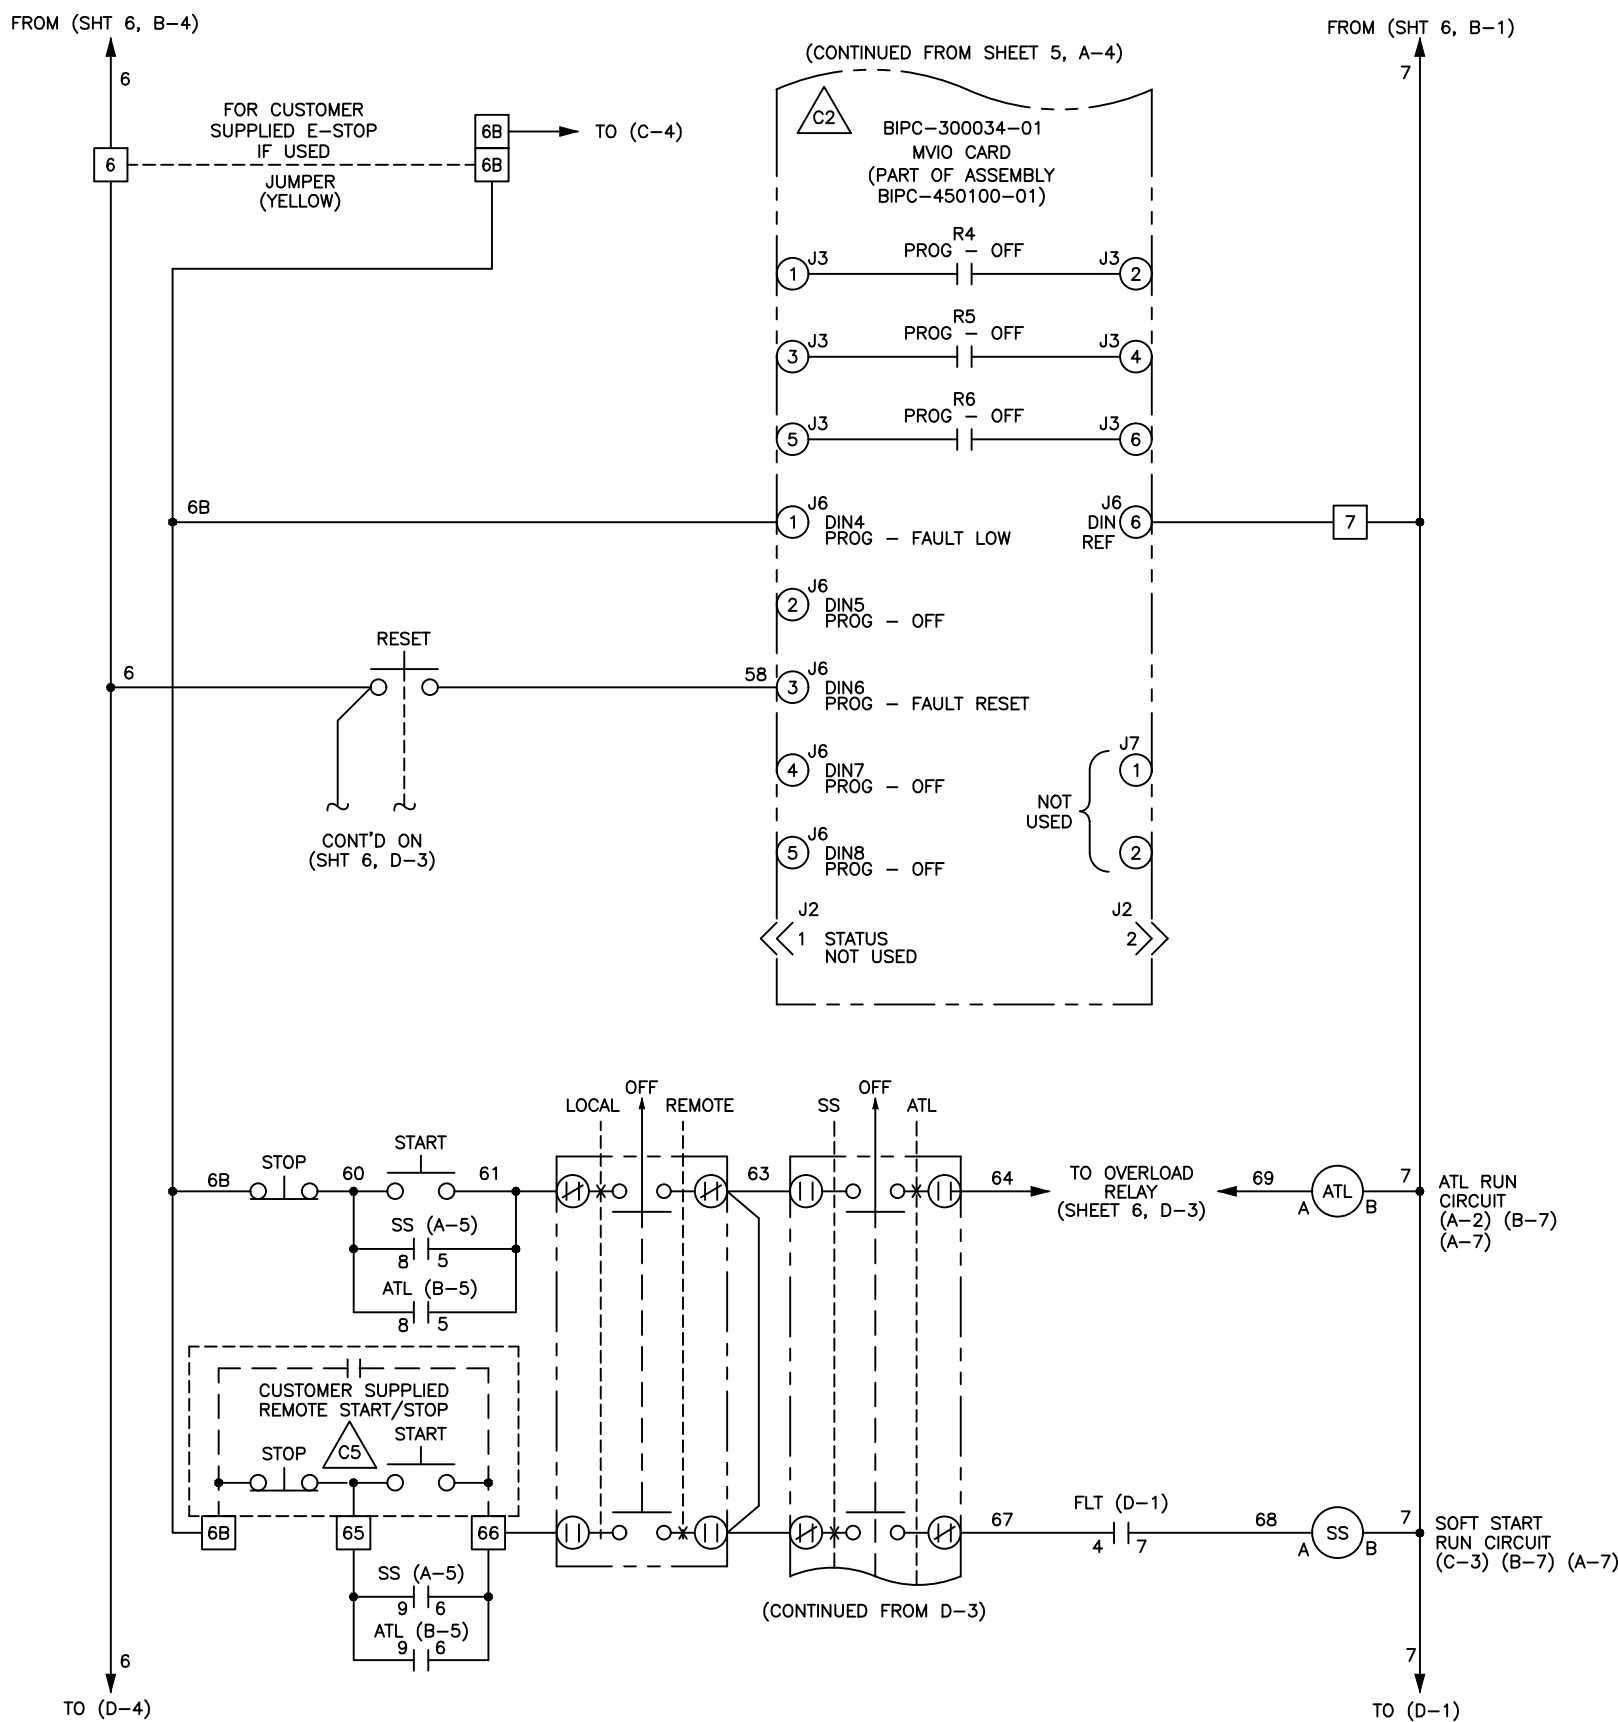 FROM (SHT 6, B-4)
FROM (SHT 6, B-1)
6
7
(CONTINUED FROM SHEET 5, A-4)
C2
BIPC-300034-01
MVIO CARD
(PART OF ASSEMBLY
BIPC-450100-01)
FOR CUSTOMER
SUPPLIED E-STOP
IF USED
6B
TO (C-4)
6
6B
JUMPER
(YELLOW)
R4
PROG - OFF
1
J3
J3
2
R5
PROG - OFF
3
J3
J3
4
R6
PROG - OFF
5
J3
J3
6
6B
1
J6
DIN4
PROG - FAULT LOW
J6
DIN
REF
6
7
2
J6
DIN5
PROG - OFF
RESET
6
58
3
J6
DIN6
PROG - FAULT RESET
CONT'D ON
(SHT 6, D-3)
4
J6
DIN7
PROG - OFF
J7
1
NOT
USED
5
J6
DIN8
PROG - OFF
2
J2
1
STATUS
NOT USED
J2
2
OFF
LOCAL
REMOTE
OFF
SS
ATL
6B
STOP
60
START
61
63
64
TO OVERLOAD
RELAY
(SHEET 6, D-3)
69
ATL
A
B
7
ATL RUN
CIRCUIT
(A-2) (B-7)
(A-7)
SS (A-5)
8
5
ATL (B-5)
8
5
CUSTOMER SUPPLIED
REMOTE START/STOP
STOP
C5
START
6B
65
66
67
FLT (D-1)
4
7
68
SS
A
B
7
SOFT START
RUN CIRCUIT
(C-3) (B-7) (A-7)
SS (A-5)
9
6
ATL (B-5)
9
6
(CONTINUED FROM D-3)
6
7
TO (D-4)
TO (D-1)